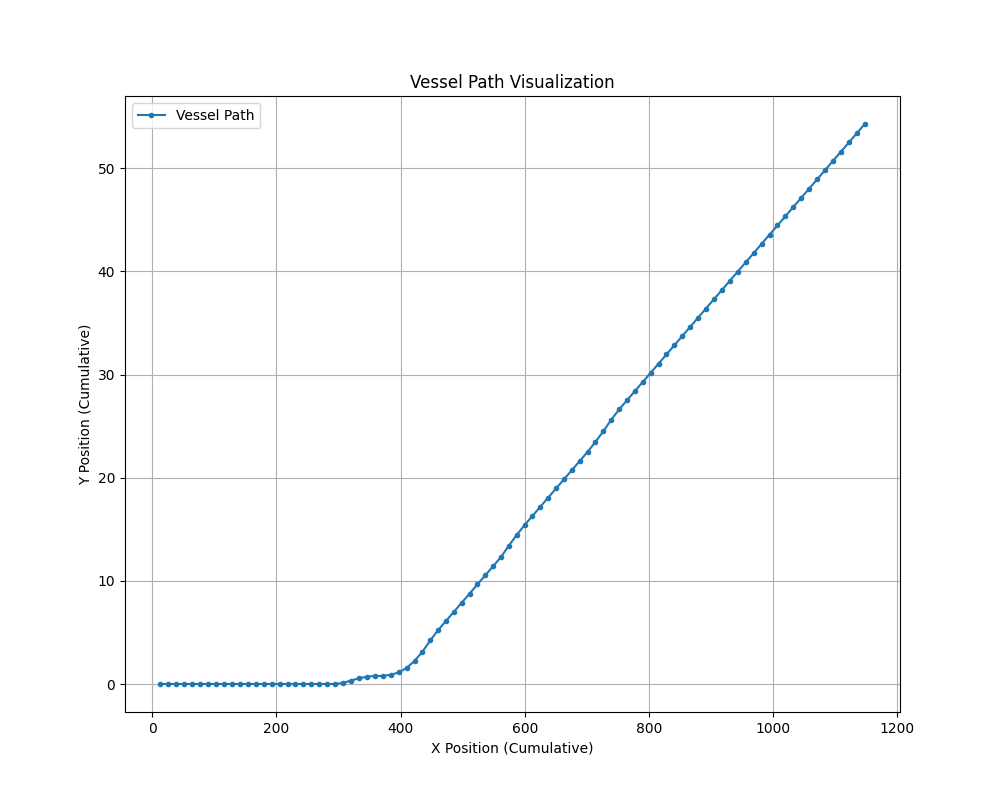 Vessel Path Visualization
Vessel Path
Y Position (Cumulative)
50
40
30
20
10
0
0 200 400 600 800 1000 1200
X Position (Cumulative)